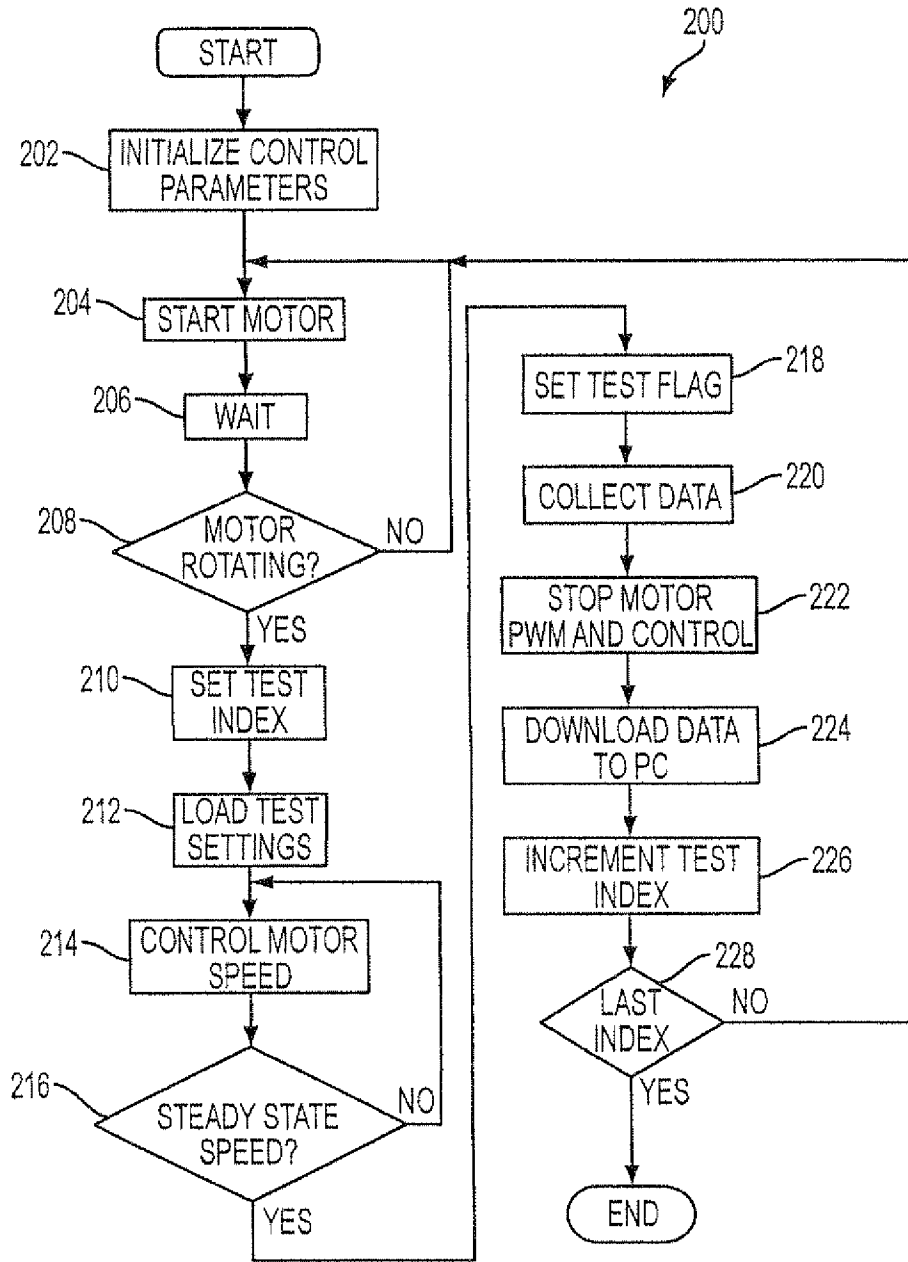 200
START
202
INITIALIZE CONTROL
PARAMETERS
204
START MOTOR
206
WAIT
208
MOTOR
ROTATING?
NO
YES
210
SET TEST
INDEX
212
LOAD TEST
SETTINGS
214
CONTROL MOTOR
SPEED
216
STEADY STATE
SPEED?
NO
YES
SET TEST FLAG
218
COLLECT DATA
220
STOP MOTOR
PWM AND CONTROL
222
DOWNLOAD DATA
TO PC
224
INCREMENT TEST
INDEX
226
228
LAST
INDEX
NO
YES
END